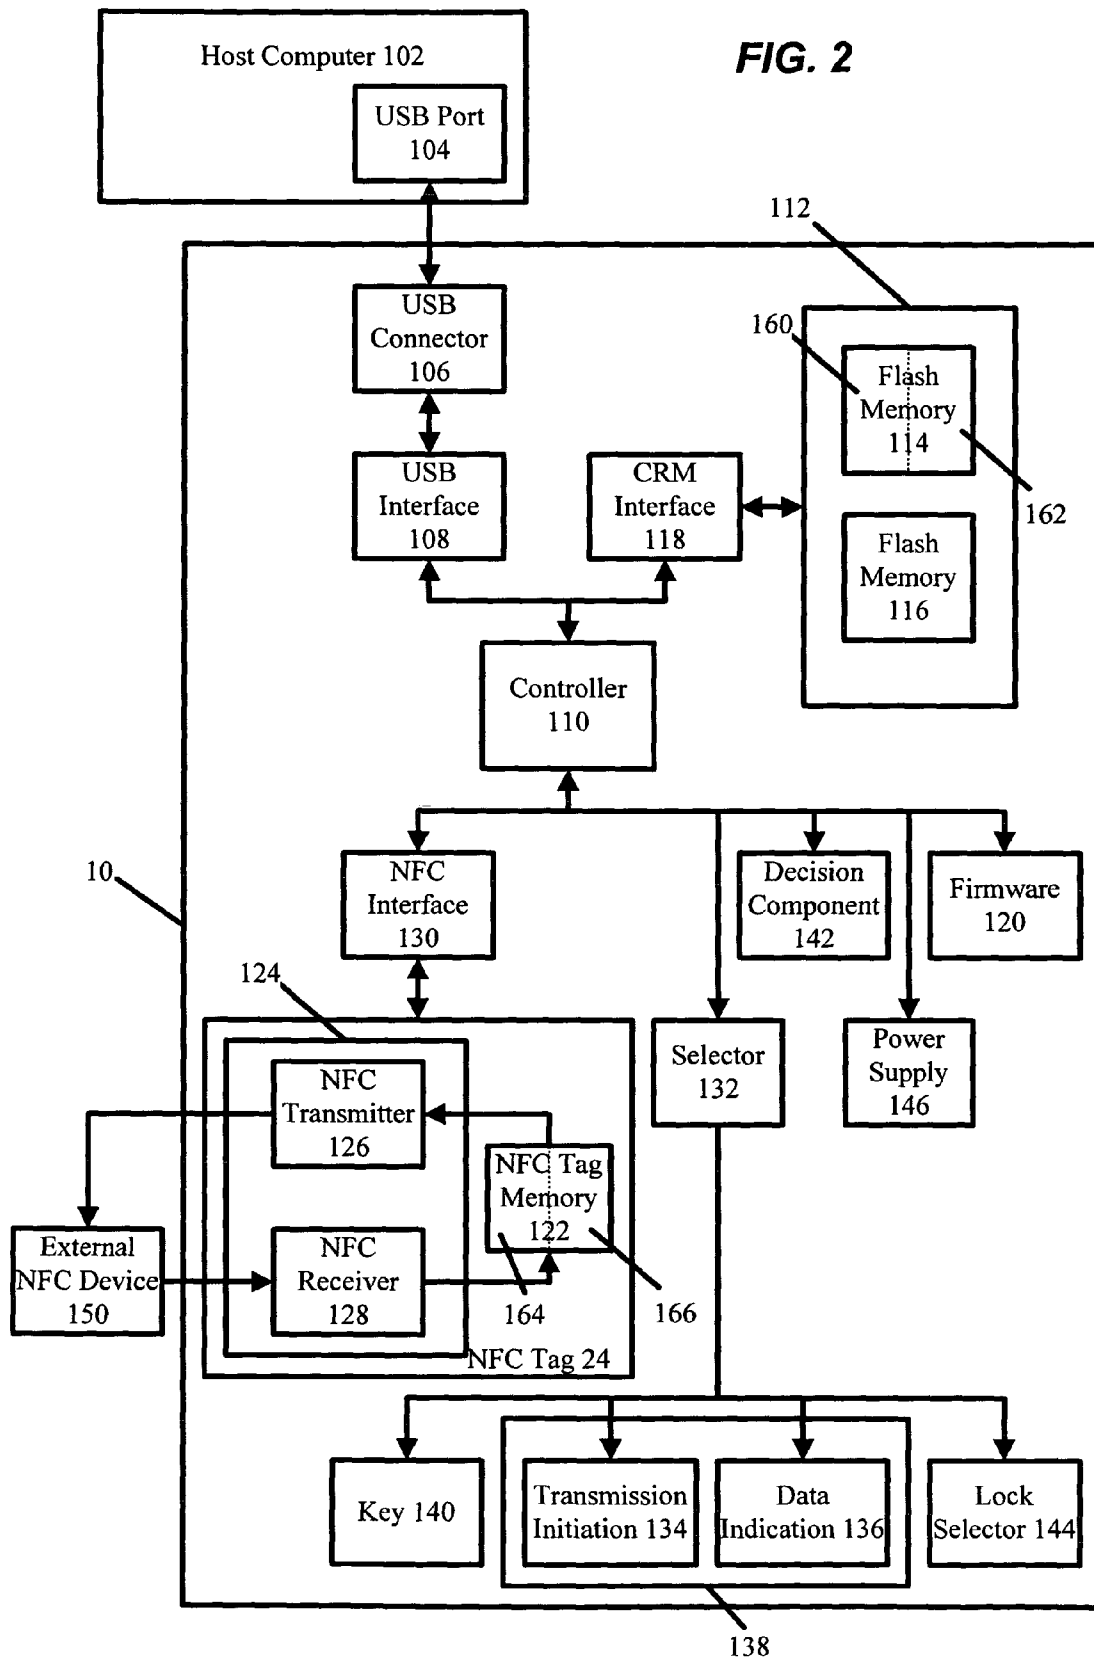 FIG. 2
Host Computer 102
USB Port
104
112
USB
Connector
106
160
Flash
Memory
114
162
USB
Interface
108
CRM
Interface
118
Flash
Memory
116
Controller
110
10
NFC
Interface
130
Decision
Component
142
Firmware
120
124
NFC
Transmitter
126
Selector
132
Power
Supply
146
NFC Tag
Memory
122
External
NFC Device
150
NFC
Receiver
128
164
166
NFC Tag 24
Key 140
Transmission
Initiation 134
Data
Indication 136
Lock
Selector 144
138